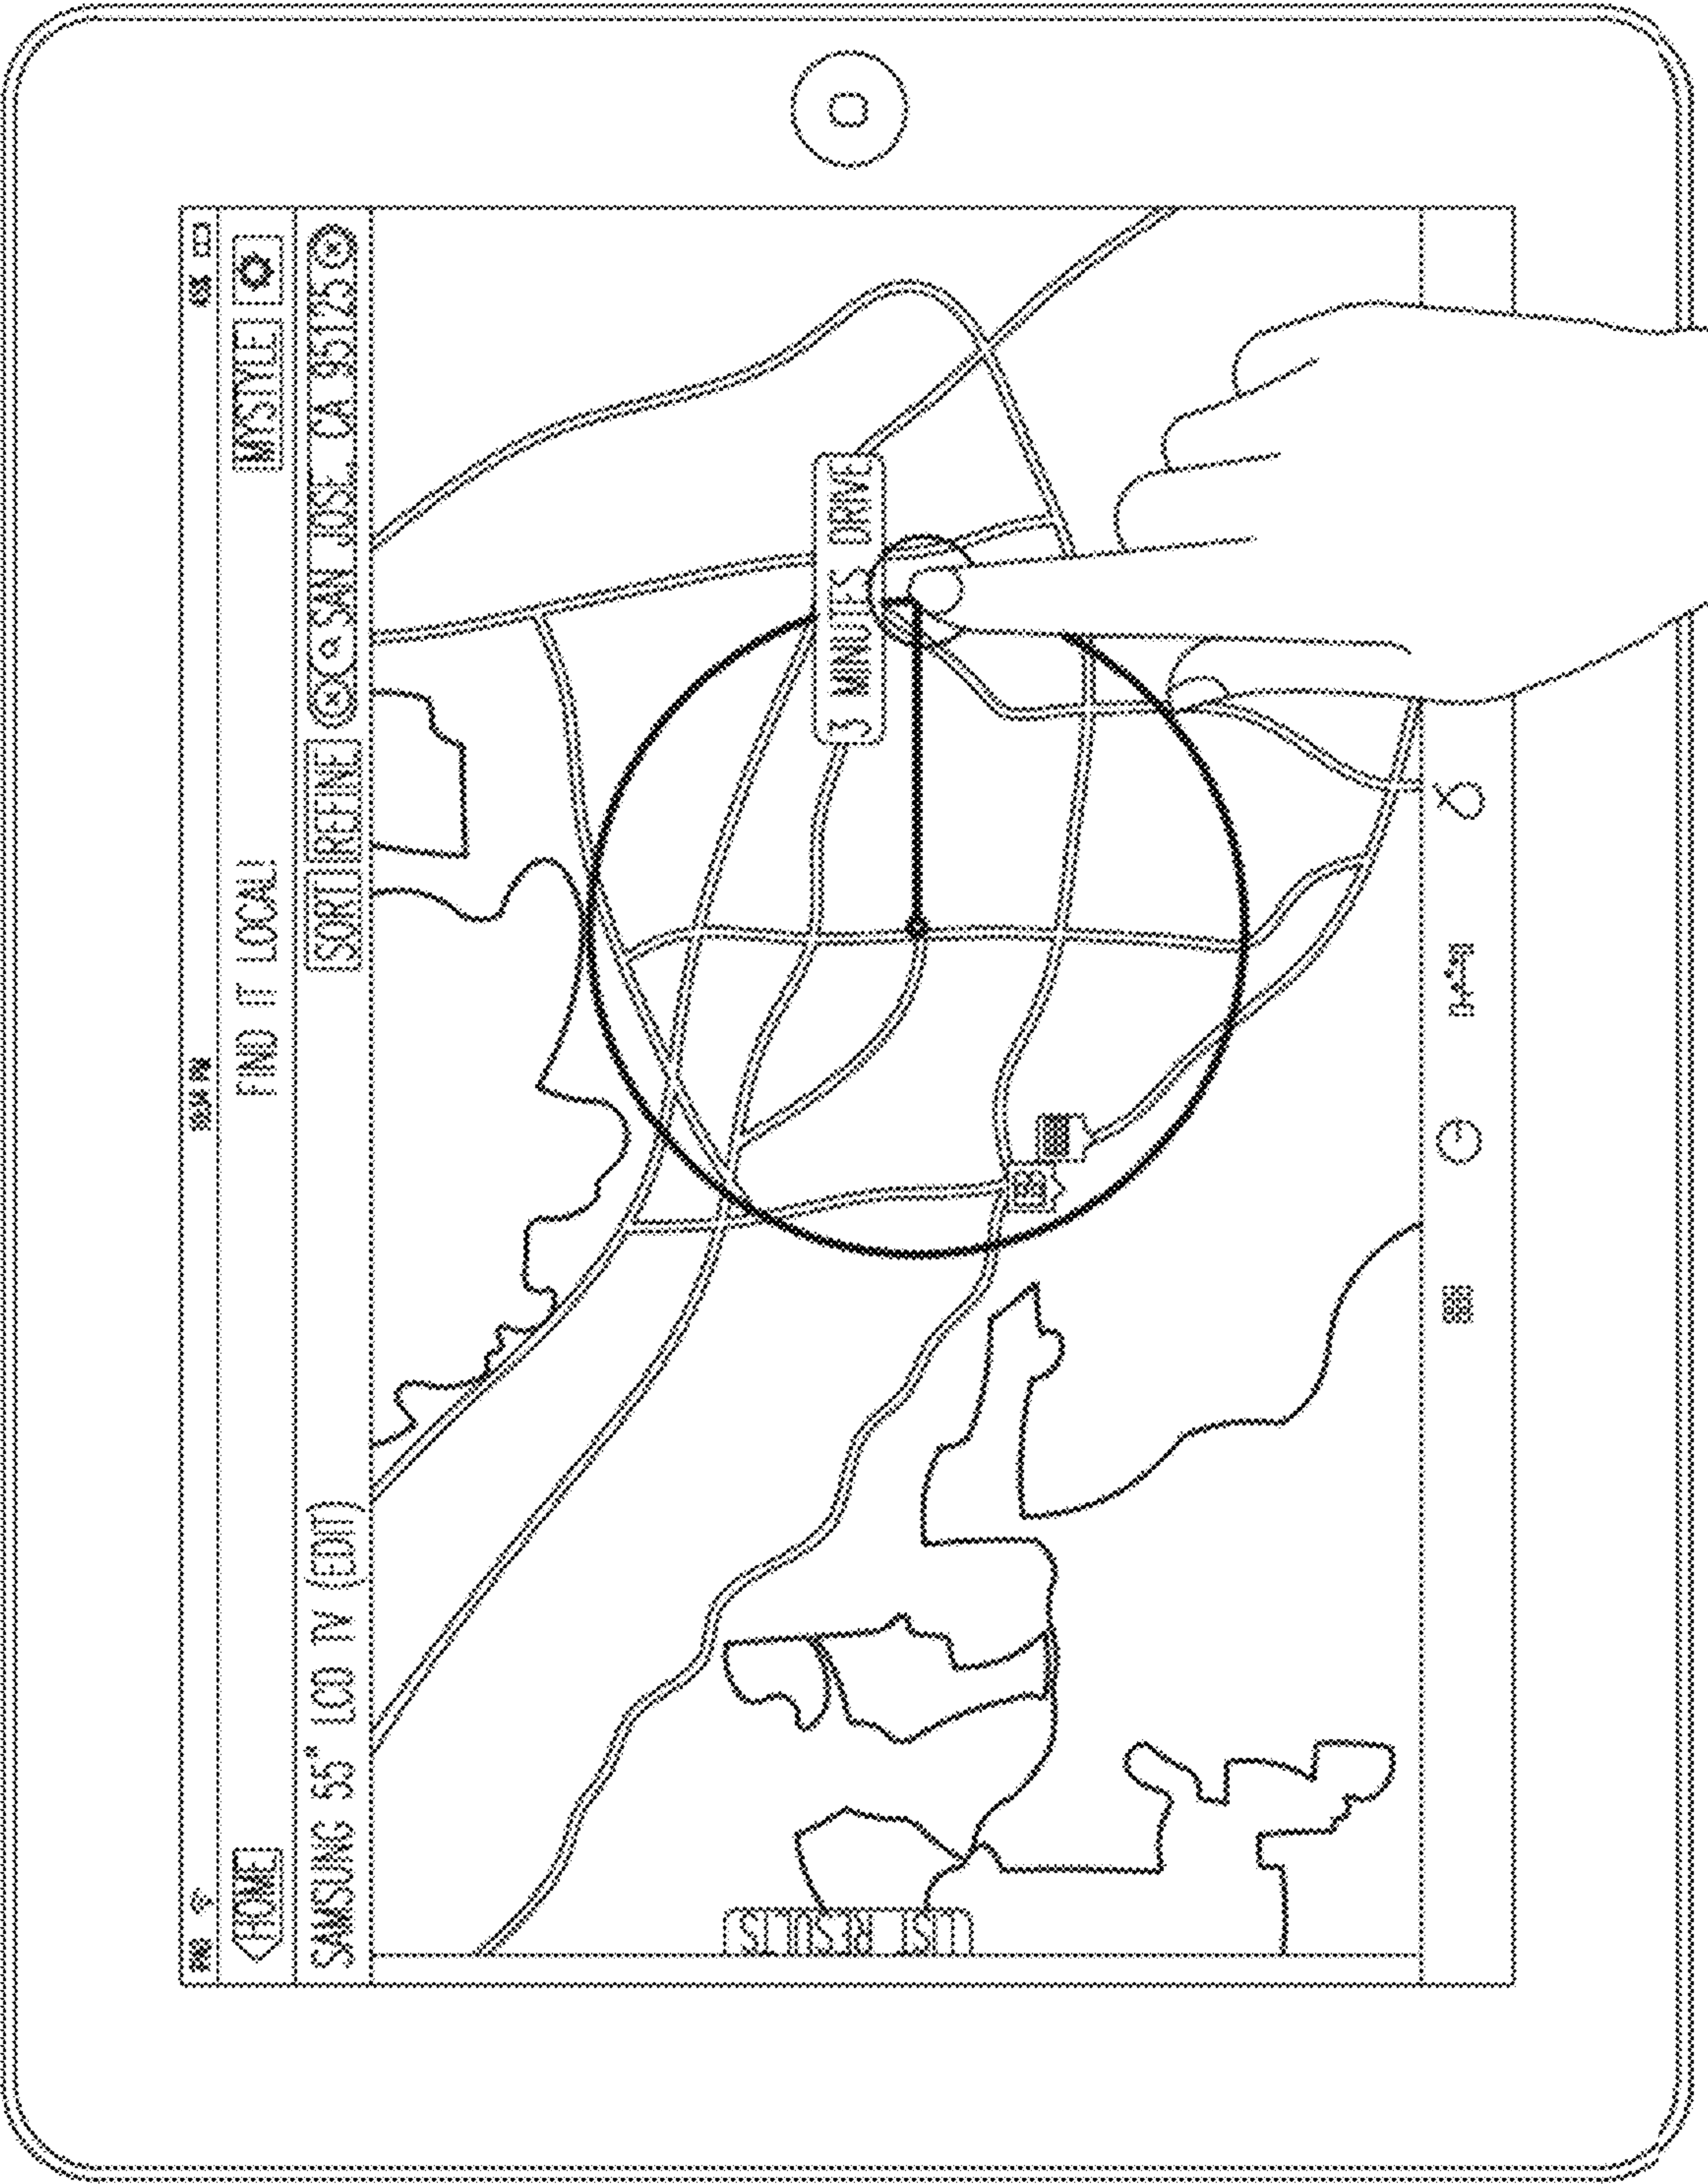 FIND IT LOCAL!
HOME
MYSTYLE
SAMSUNG 55" LCD TV (EDIT)
SORT
REFINE
SAN JOSE, CA 95125
3 MINUTES DRIVE
LIST RESULTS